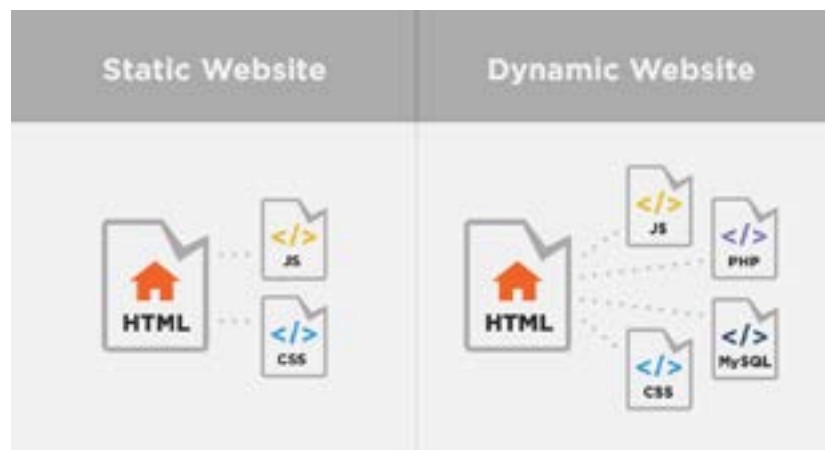 Static Website
Dynamic Website
</>
JS
HTML
</>
CSS
</>
JS
</>
PHP
HTML
</>
MySQL
</>
CSS